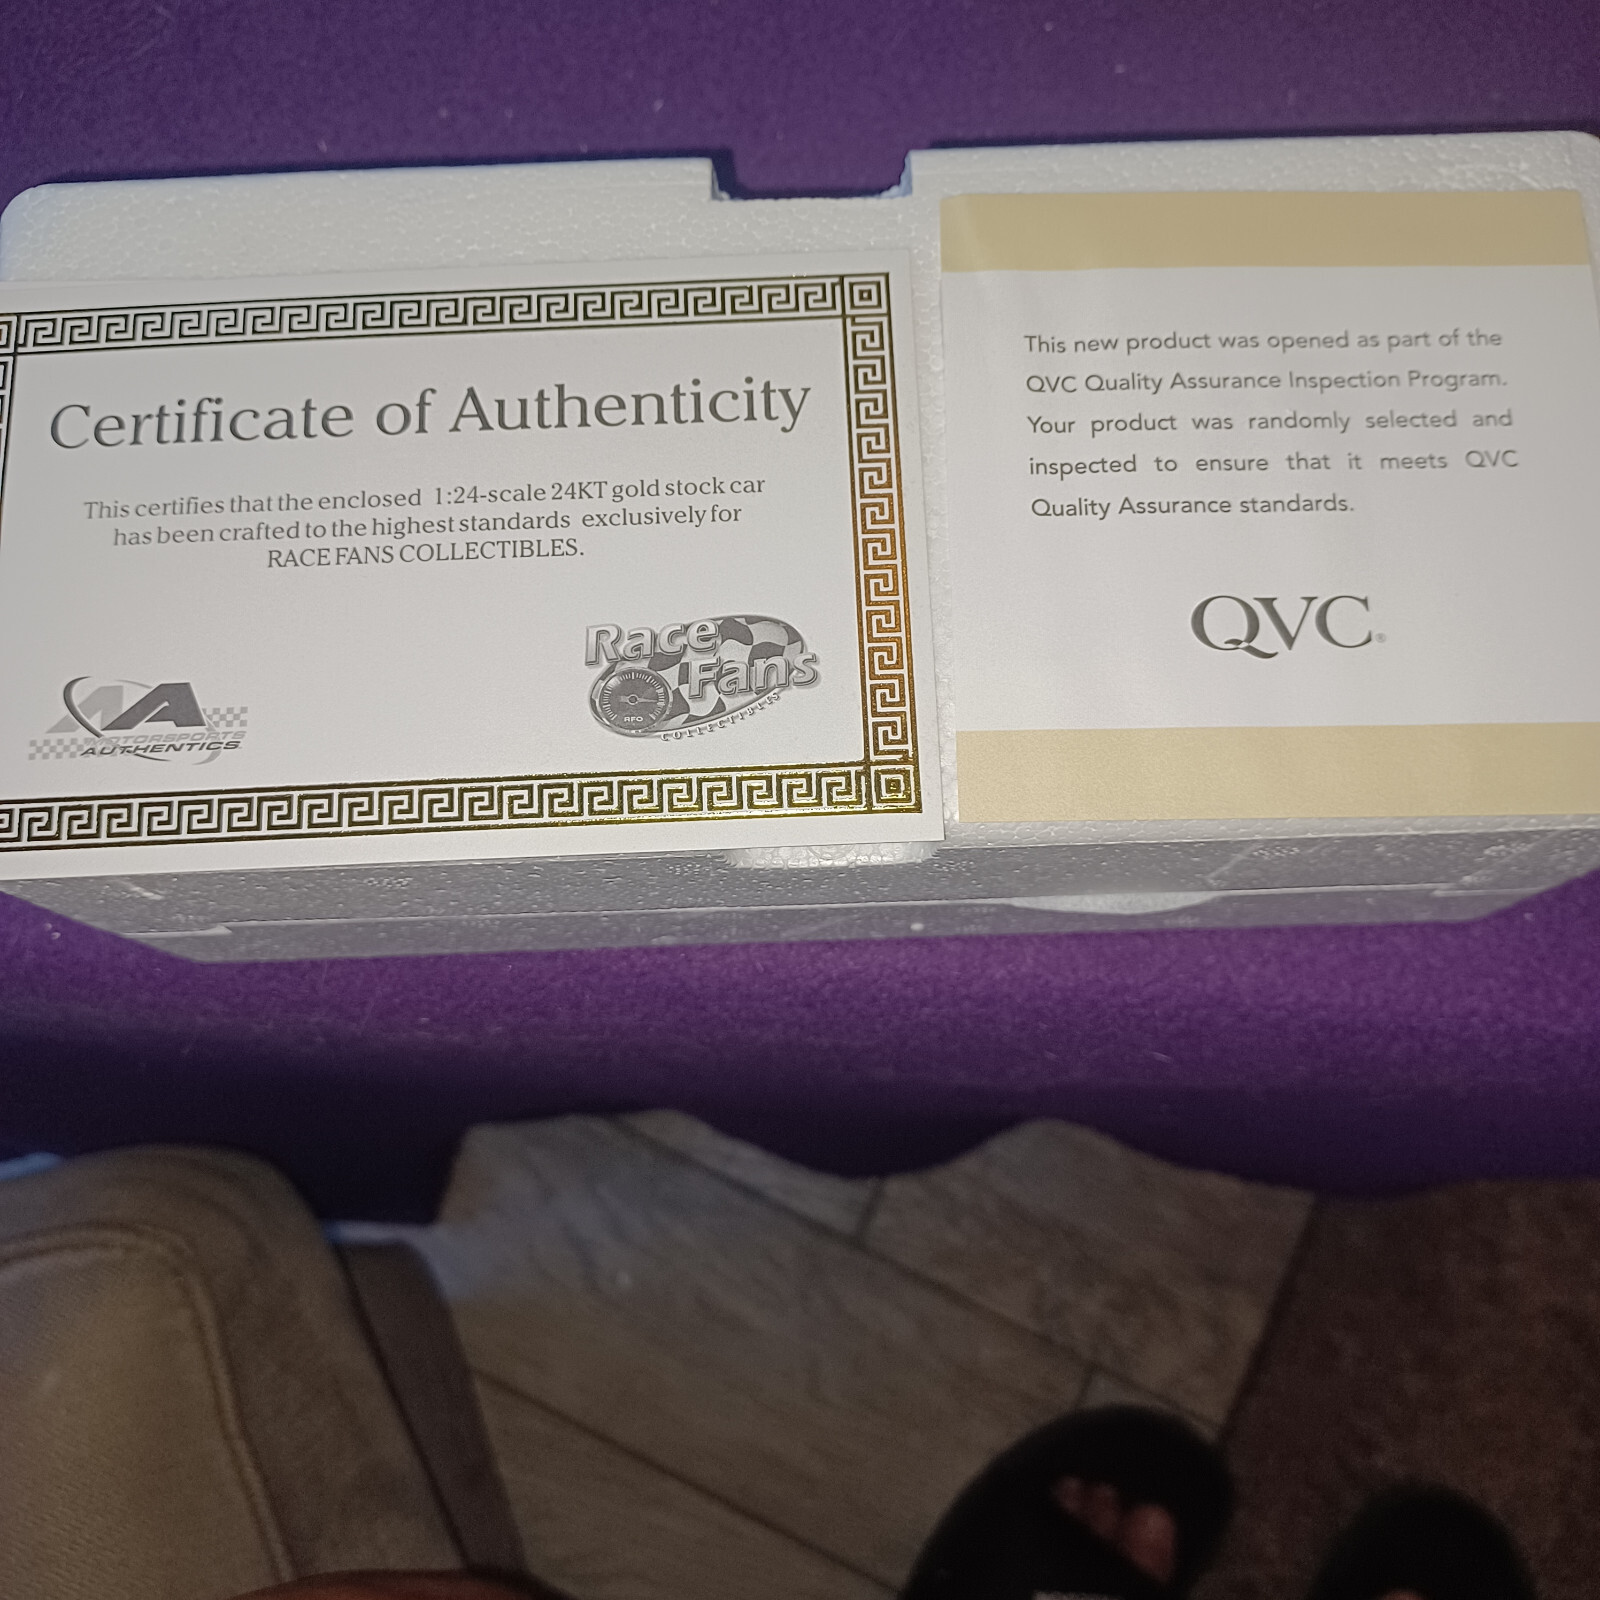 Certificate of Authenticity
This certifies that the enclosed 1:24-scale 24KT gold stock car
has been crafted to the highest standards exclusively for
RACE FANS COLLECTIBLES.
MOTORSPORTS
AUTHENTICS
Race
Fans
RFO
COLLECTIBLES
This new product was opened as part of the
QVC Quality Assurance Inspection Program.
Your product was randomly selected and
inspected to ensure that it meets QVC
Quality Assurance standards.
QVC®